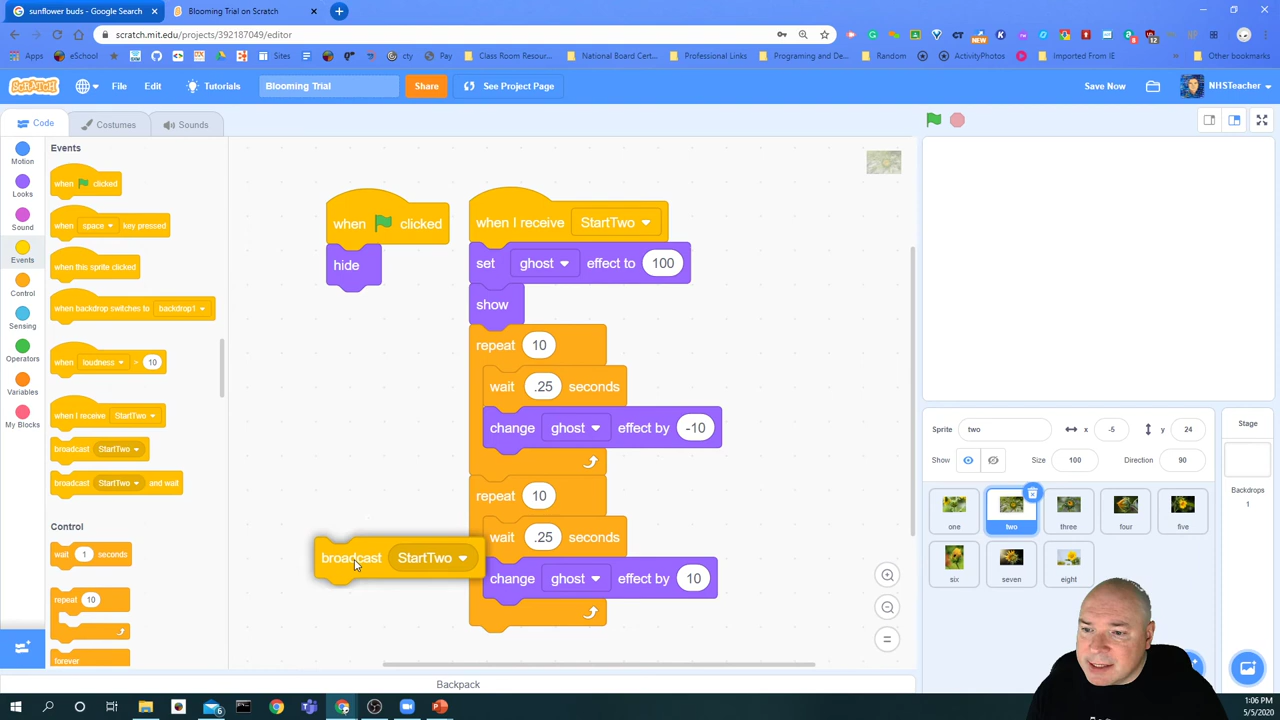 sunflower buds - Google Search
Blooming Trial on Scratch
scratch.mit.edu/projects/392187049/editor
Apps
eSchool
Sites
cty
Pay
Class Room Resour...
National Board Cert...
Professional Links
Programing and De...
Random
ActivityPhotos
Imported From IE
Other bookmarks
SCRATCH
File
Edit
Tutorials
Blooming Trial
Share
See Project Page
Save Now
NHSTeacher
Code
Costumes
Sounds
Motion
Looks
Sound
Events
Control
Sensing
Operators
Variables
My Blocks
Events
when clicked
when space key pressed
when this sprite clicked
when backdrop switches to backdrop1
when loudness > 10
when I receive StartTwo
broadcast StartTwo
broadcast StartTwo and wait
Control
wait 1 seconds
repeat 10
forever
when clicked
hide
when I receive StartTwo
set ghost effect to 100
show
repeat 10
wait .25 seconds
change ghost effect by -10
repeat 10
wait .25 seconds
change ghost effect by 10
broadcast StartTwo
Backpack
Sprite two x -5 y 24
Show Size 100 Direction 90
one
two
three
four
five
six
seven
eight
Stage
Backdrops
1
1:06 PM
5/5/2020